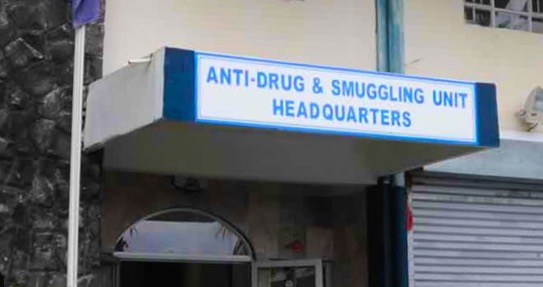 ANTI-DRUG & SMUGGLING UNIT
HEADQUARTERS